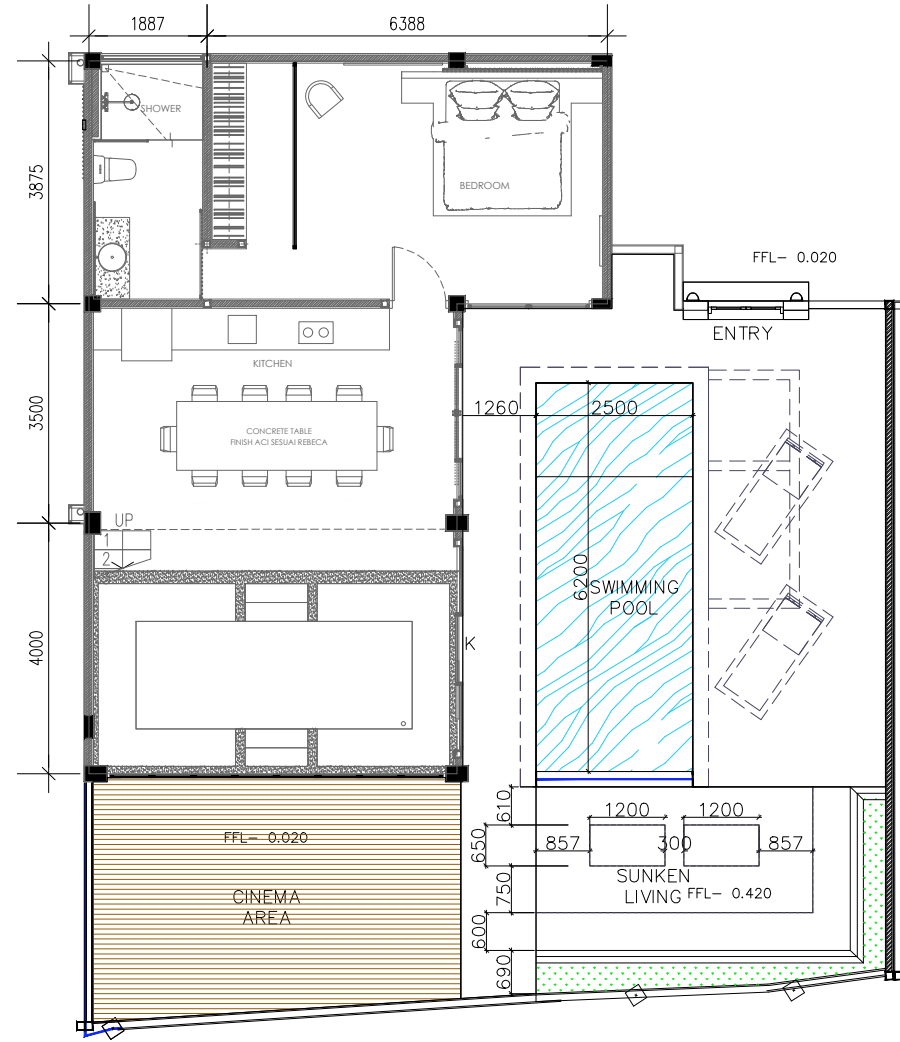 1887
6388
3875
SHOWER
BEDROOM
FFL- 0.020
ENTRY
KITCHEN
3500
CONCRETE TABLE
FINISH ACI SESUAI REBECA
1260
2500
UP
1
2
6200
SWIMMING
POOL
4000
K
610
1200
1200
650
857
300
857
FFL- 0.020
SUNKEN
LIVING
FFL- 0.420
750
CINEMA
AREA
600
690